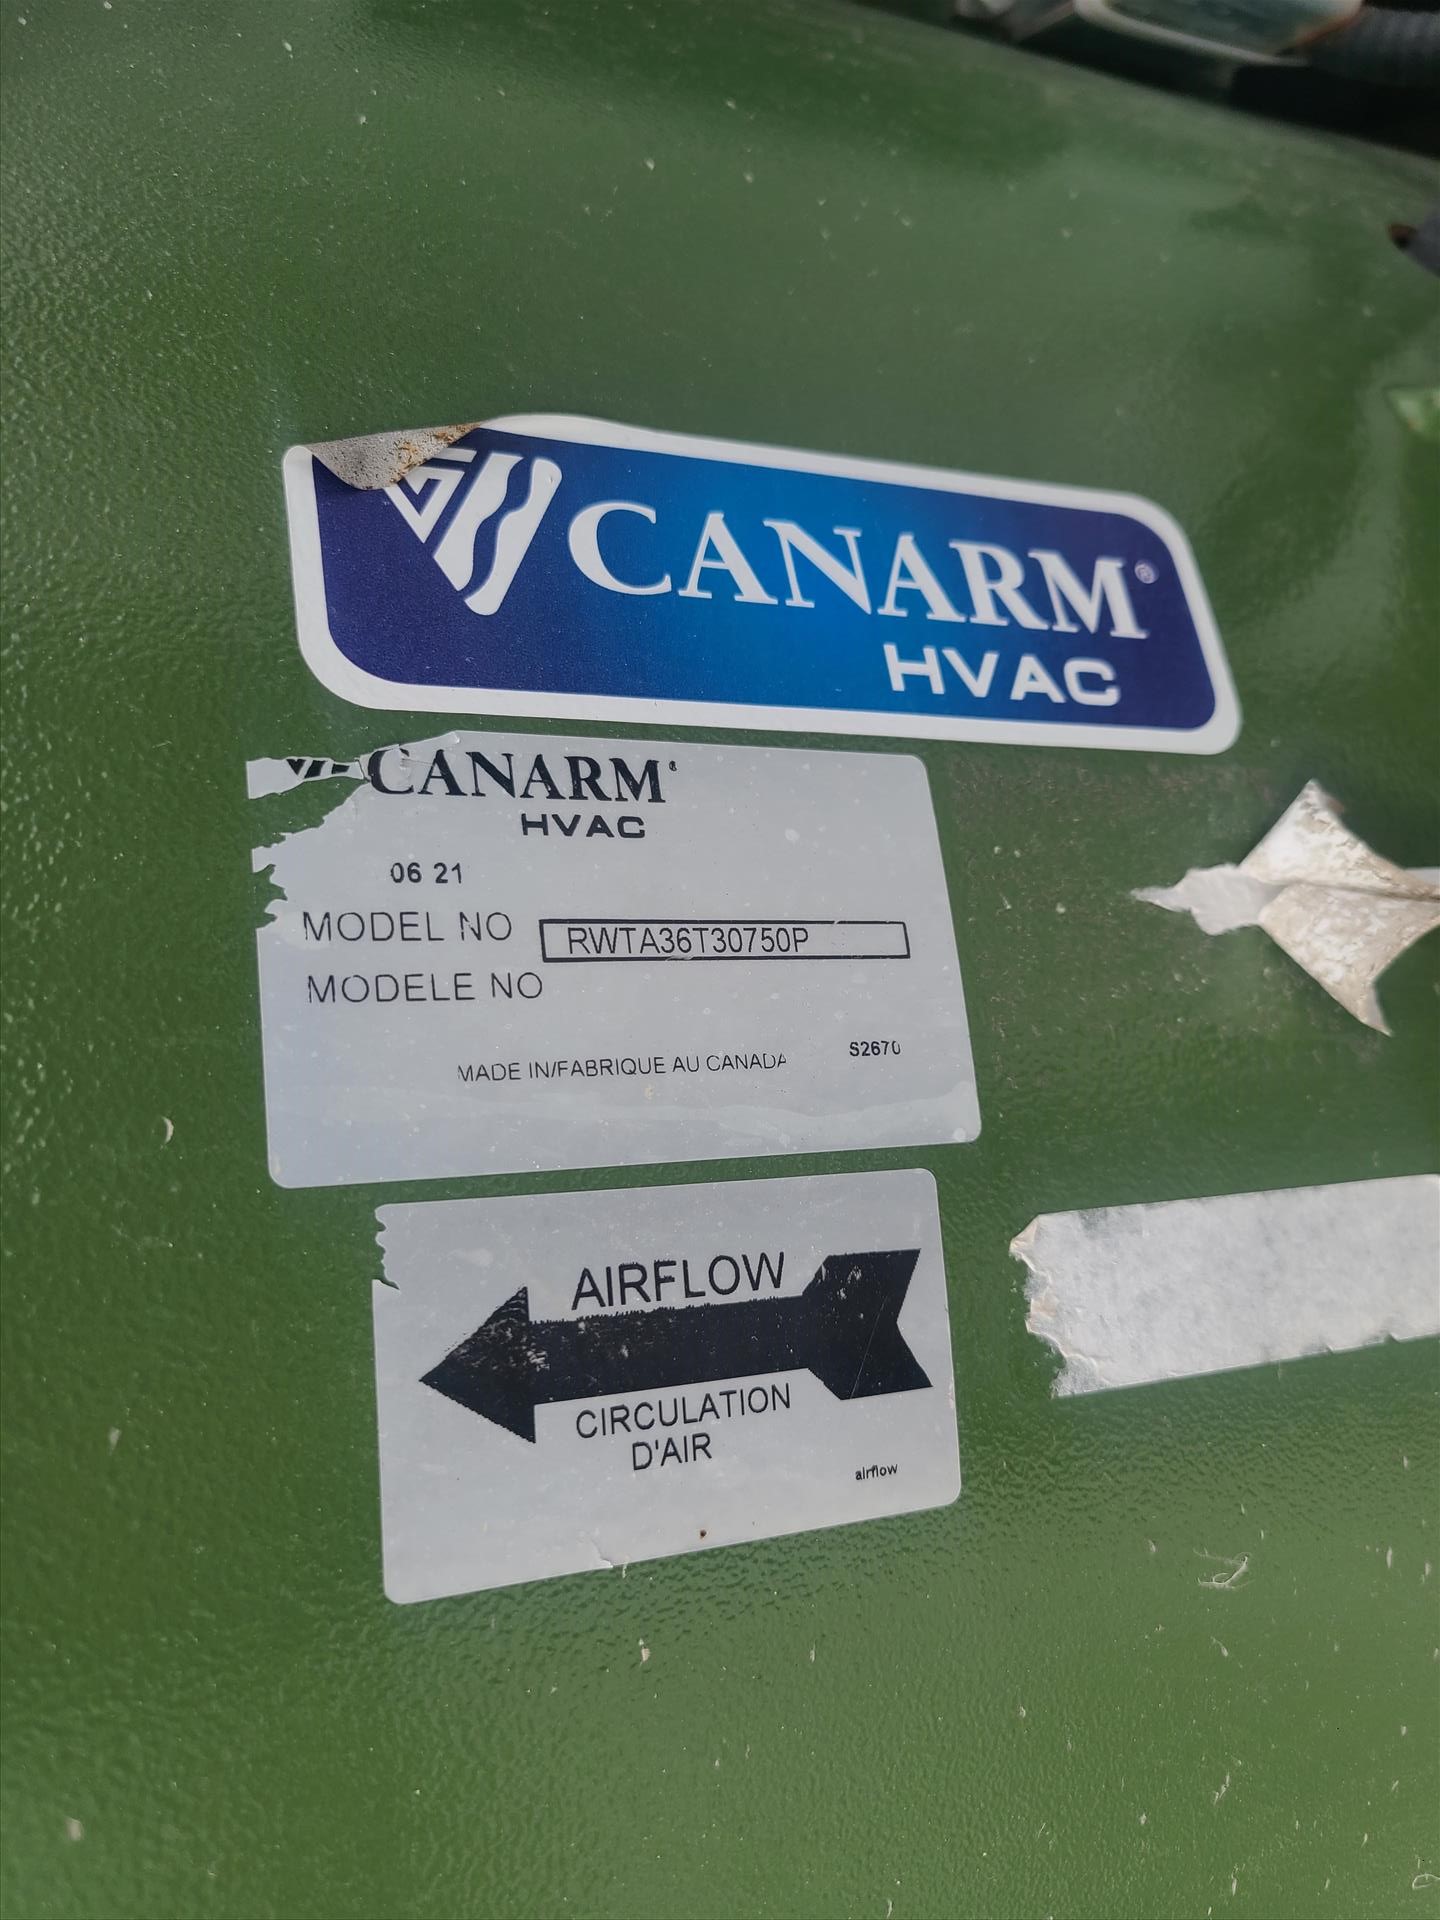 CANARM®
HVAC
CANARM
HVAC
06 21
MODEL NO RWTA36T30750P
MODELE NO
MADE IN/FABRIQUE AU CANADA S2670
AIRFLOW
CIRCULATION
D'AIR
airflow